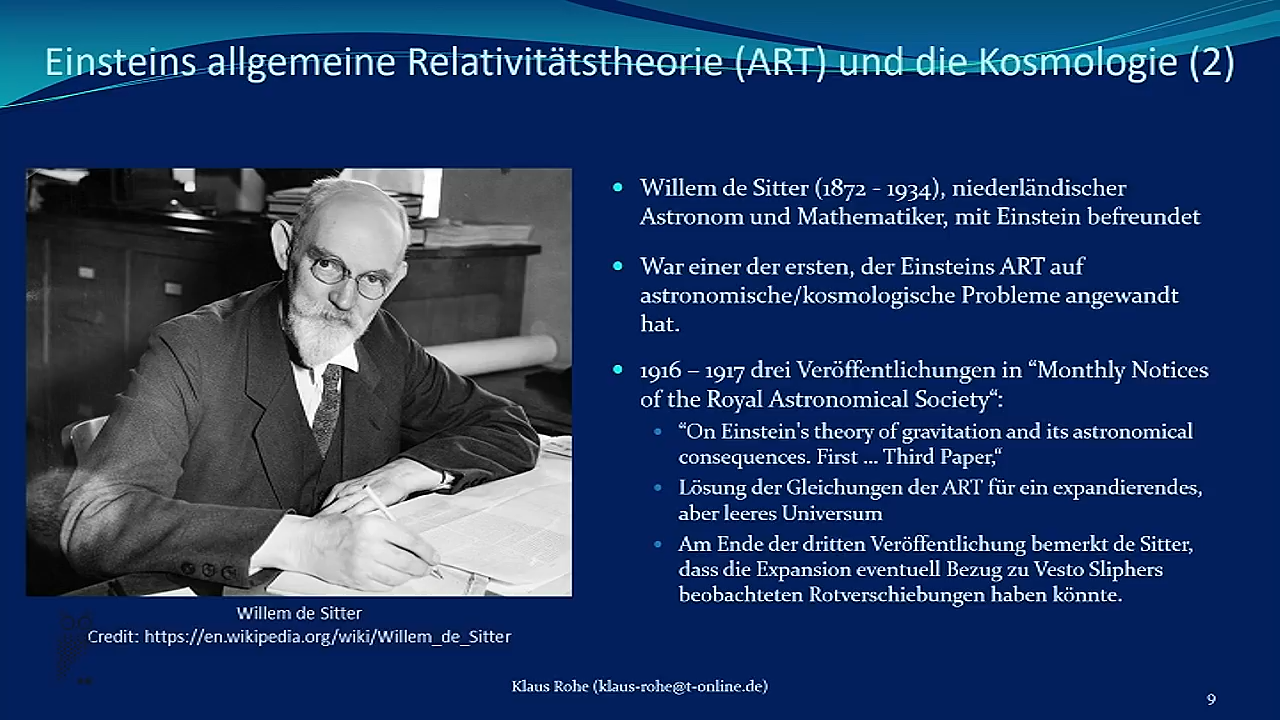 Einsteins allgemeine Relativitätstheorie (ART) und die Kosmologie (2)
Willem de Sitter (1872 - 1934), niederländischer
Astronom und Mathematiker, mit Einstein befreundet
War einer der ersten, der Einsteins ART auf
astronomische/kosmologische Probleme angewandt
hat.
1916 – 1917 drei Veröffentlichungen in “Monthly Notices
of the Royal Astronomical Society“:
“On Einstein's theory of gravitation and its astronomical
consequences. First ... Third Paper,“
Lösung der Gleichungen der ART für ein expandierendes,
aber leeres Universum
Am Ende der dritten Veröffentlichung bemerkt de Sitter,
dass die Expansion eventuell Bezug zu Vesto Sliphers
beobachteten Rotverschiebungen haben könnte.
Willem de Sitter
Credit: https://en.wikipedia.org/wiki/Willem_de_Sitter
Klaus Rohe (klaus-rohe@t-online.de)
9